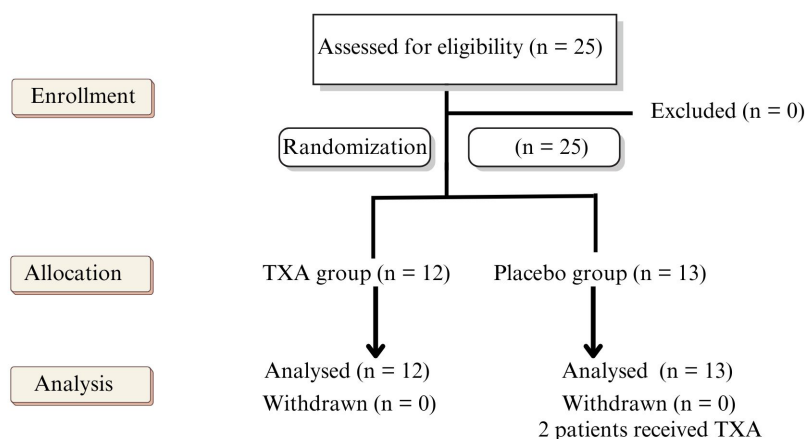 Assessed for eligibility (n = 25)
Enrollment
Excluded (n = 0)
Randomization (n = 25)
Allocation
TXA group (n = 12)
Placebo group (n = 13)
Analysis
Analysed (n = 12)
Withdrawn (n = 0)
Analysed (n = 13)
Withdrawn (n = 0)
2 patients received TXA